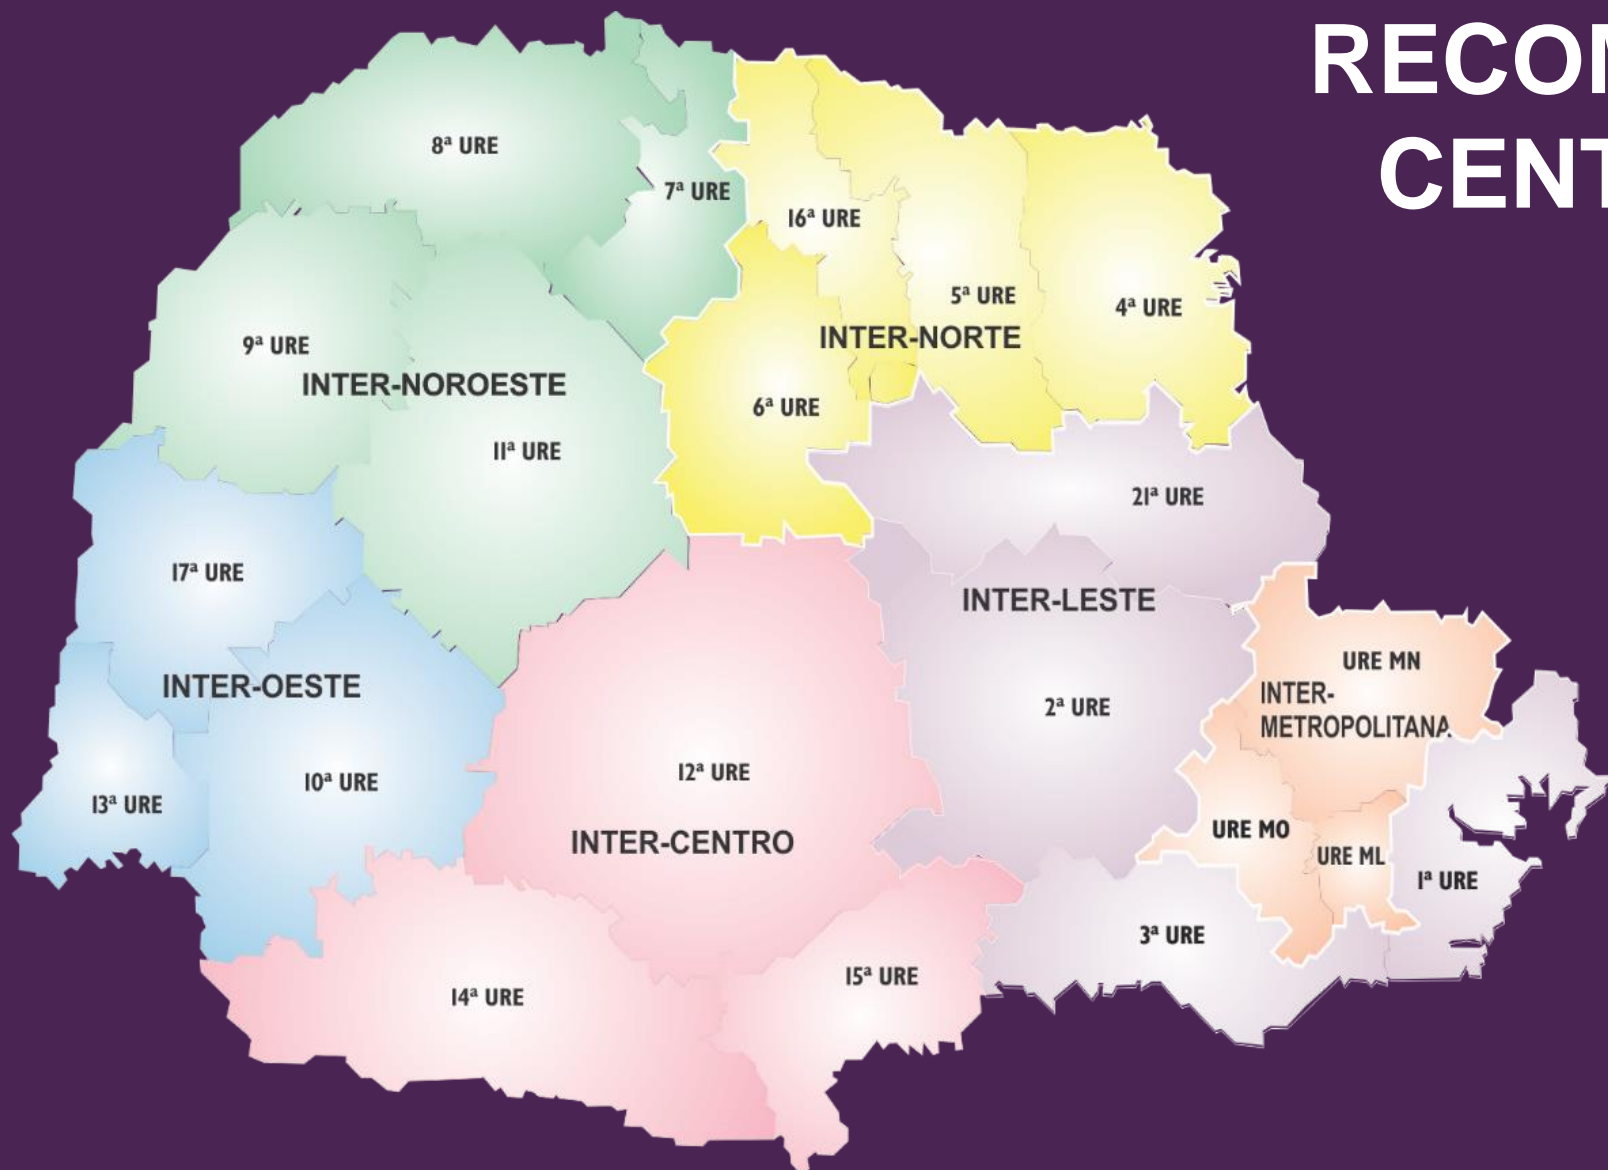 RECOM
CENT
8ª URE
7ª URE
16ª URE
5ª URE
4ª URE
INTER-NORTE
9ª URE
INTER-NOROESTE
6ª URE
11ª URE
21ª URE
17ª URE
INTER-LESTE
URE MN
INTER-OESTE
INTER-
METROPOLITANA
2ª URE
12ª URE
10ª URE
13ª URE
URE MO
INTER-CENTRO
URE ML
1ª URE
3ª URE
15ª URE
14ª URE